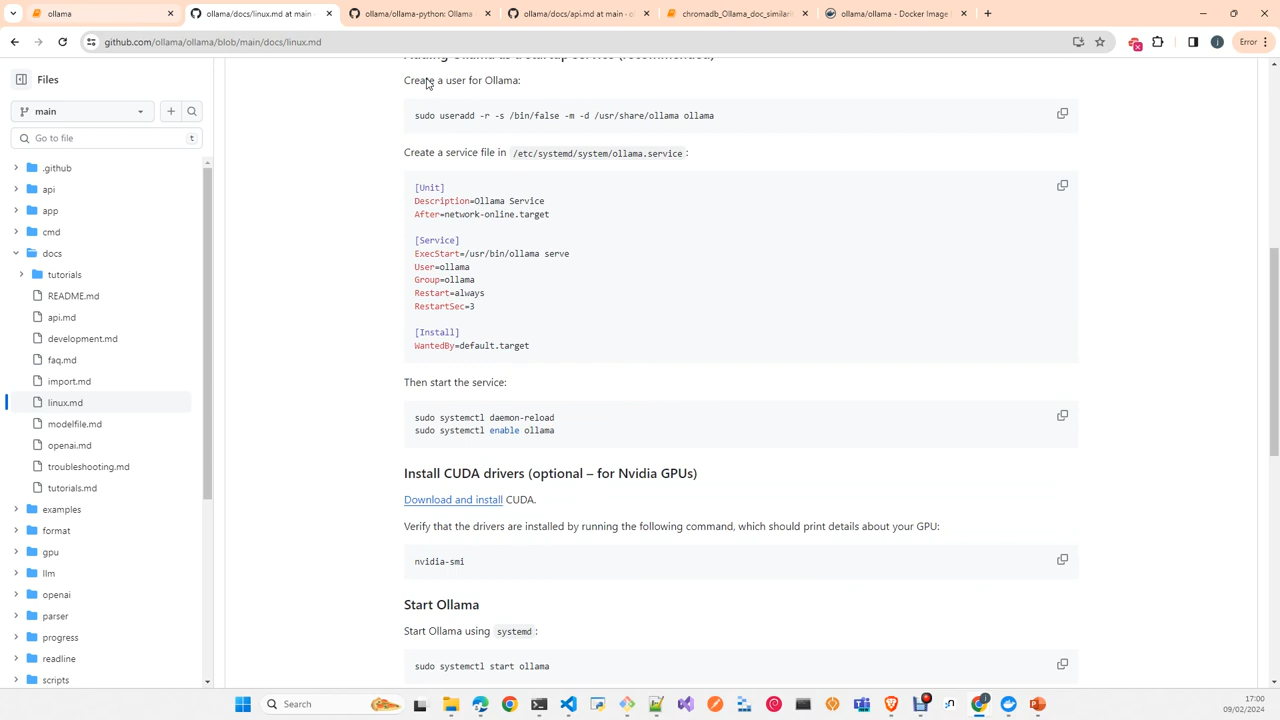 ollama
ollama/docs/linux.md at main ·
ollama/ollama-python: Ollama
ollama/docs/api.md at main · o
chromadb_Ollama_doc_similarit
ollama/ollama - Docker Image |
github.com/ollama/ollama/blob/main/docs/linux.md
Error
Files
main
Go to file
t
.github
api
app
cmd
docs
tutorials
README.md
api.md
development.md
faq.md
import.md
linux.md
modelfile.md
openai.md
troubleshooting.md
tutorials.md
examples
format
gpu
llm
openai
parser
progress
readline
scripts
Adding Ollama as a startup service (recommended)
Create a user for Ollama:
sudo useradd -r -s /bin/false -m -d /usr/share/ollama ollama
Create a service file in /etc/systemd/system/ollama.service :
[Unit]
Description=Ollama Service
After=network-online.target
[Service]
ExecStart=/usr/bin/ollama serve
User=ollama
Group=ollama
Restart=always
RestartSec=3
[Install]
WantedBy=default.target
Then start the service:
sudo systemctl daemon-reload
sudo systemctl enable ollama
Install CUDA drivers (optional – for Nvidia GPUs)
Download and install CUDA.
Verify that the drivers are installed by running the following command, which should print details about your GPU:
nvidia-smi
Start Ollama
Start Ollama using systemd :
sudo systemctl start ollama
Search
17:00
09/02/2024